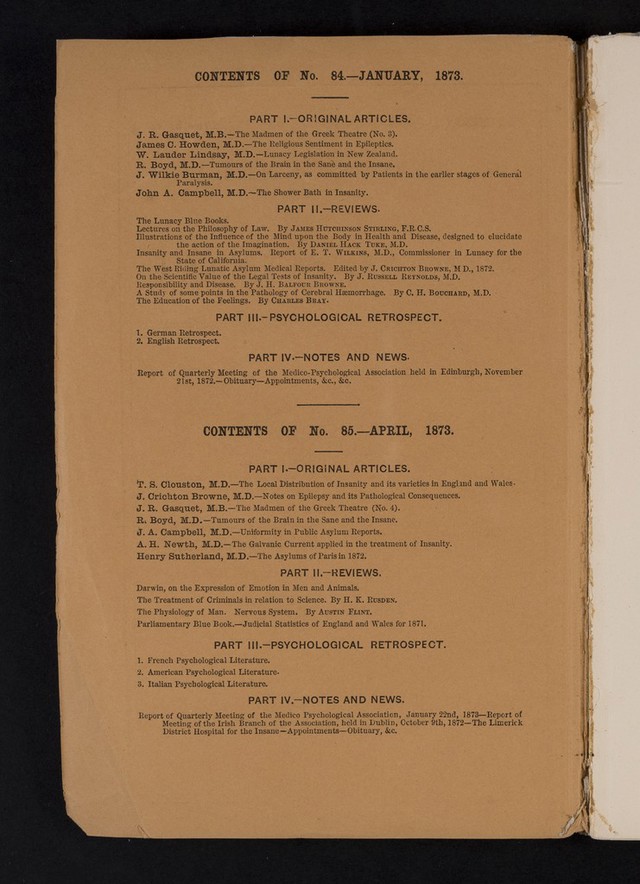 CONTENTS OF No. 84.—JANUARY, 1873.
PART I.—ORIGINAL ARTICLES.
J. R. Gasquet, M.B.—The Madmen of the Greek Theatre (No. 3).
James C. Howden, M.D.—The Religious Sentiment in Epileptics.
W. Lauder Lindsay, M.D.—Lunacy Legislation in New Zealand.
R. Boyd, M.D.—Tumours of the Brain in the Sane and the Insane.
J. Wilkie Burman, M.D.—On Larceny, as committed by Patients in the earlier stages of General
Paralysis.
John A. Campbell, M.D.—The Shower Bath in Insanity.
PART II.—REVIEWS.
The Lunacy Blue Books.
Lectures on the Philosophy of Law. By JAMES HUTCHINSON STIRLING, F.R.C.S.
Illustrations of the Influence of the Mind upon the Body in Health and Disease, designed to elucidate
the action of the Imagination. By DANIEL HACK TUKE, M.D.
Insanity and Insane in Asylums. Report of E. T. WILKINS, M.D., Commissioner in Lunacy for the
State of California.
The West Riding Lunatic Asylum Medical Reports. Edited by J. CRICHTON BROWNE, M D., 1872.
On the Scientific Value of the Legal Tests of Insanity. By J. RUSSELL REYNOLDS, M.D.
Responsibility and Disease. By J. H. BALFOUR BROWNE.
A Study of some points in the Pathology of Cerebral Hæmorrhage. By C. H. BOUCHARD, M.D.
The Education of the Feelings. By CHARLES BRAY.
PART III.—PSYCHOLOGICAL RETROSPECT.
1. German Retrospect.
2. English Retrospect.
PART IV.—NOTES AND NEWS.
Report of Quarterly Meeting of the Medico-Psychological Association held in Edinburgh, November
21st, 1872.—Obituary—Appointments, &c., &c.
CONTENTS OF No. 85.—APRIL, 1873.
PART I.—ORIGINAL ARTICLES.
T. S. Clouston, M.D.—The Local Distribution of Insanity and its varieties in England and Wales.
J. Crichton Browne, M.D.—Notes on Epilepsy and its Pathological Consequences.
J. R. Gasquet, M.B.—The Madmen of the Greek Theatre (No. 4).
R. Boyd, M.D.—Tumours of the Brain in the Sane and the Insane.
J. A. Campbell, M.D.—Uniformity in Public Asylum Reports.
A. H. Newth, M.D.—The Galvanic Current applied in the treatment of Insanity.
Henry Sutherland, M.D.—The Asylums of Paris in 1872.
PART II.—REVIEWS.
Darwin, on the Expression of Emotion in Men and Animals.
The Treatment of Criminals in relation to Science. By H. K. RUSDEN.
The Physiology of Man. Nervous System. By AUSTIN FLINT.
Parliamentary Blue Book.—Judicial Statistics of England and Wales for 1871.
PART III.—PSYCHOLOGICAL RETROSPECT.
1. French Psychological Literature.
2. American Psychological Literature.
3. Italian Psychological Literature.
PART IV.—NOTES AND NEWS.
Report of Quarterly Meeting of the Medico Psychological Association, January 22nd, 1873—Report of
Meeting of the Irish Branch of the Association, held in Dublin, October 9th, 1872—The Limerick
District Hospital for the Insane—Appointments—Obituary, &c.